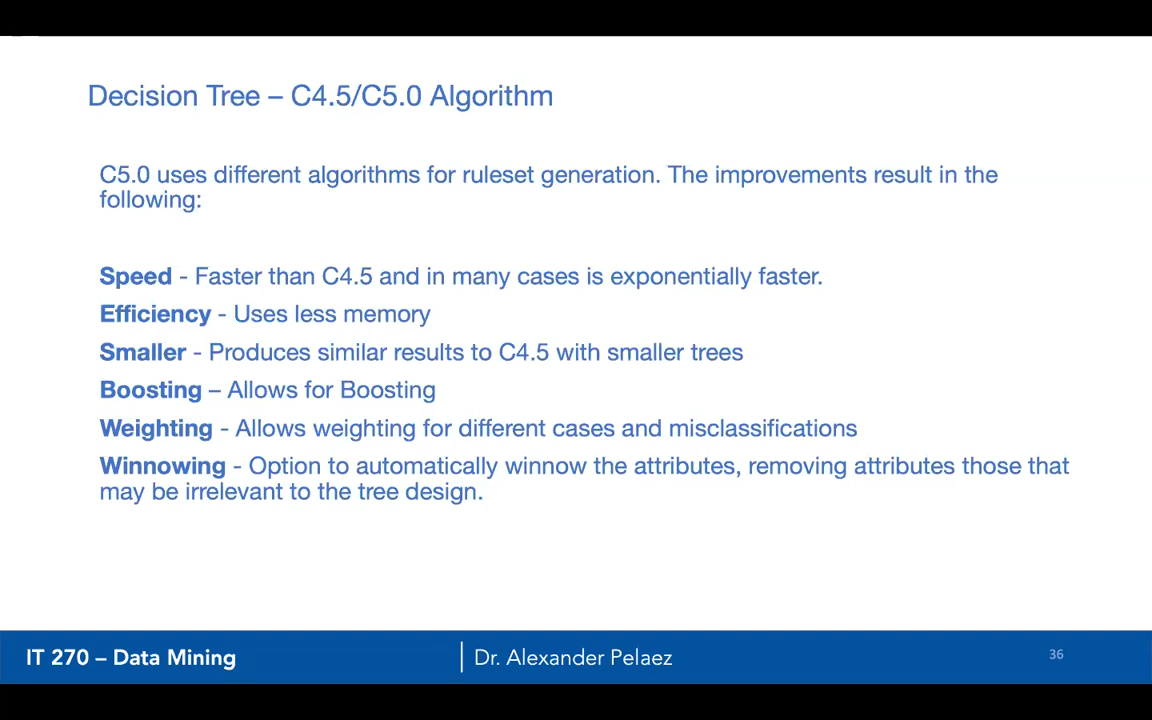 Decision Tree – C4.5/C5.0 Algorithm
C5.0 uses different algorithms for ruleset generation. The improvements result in the
following:
Speed - Faster than C4.5 and in many cases is exponentially faster.
Efficiency - Uses less memory
Smaller - Produces similar results to C4.5 with smaller trees
Boosting – Allows for Boosting
Weighting - Allows weighting for different cases and misclassifications
Winnowing - Option to automatically winnow the attributes, removing attributes those that
may be irrelevant to the tree design.
IT 270 – Data Mining
Dr. Alexander Pelaez
36